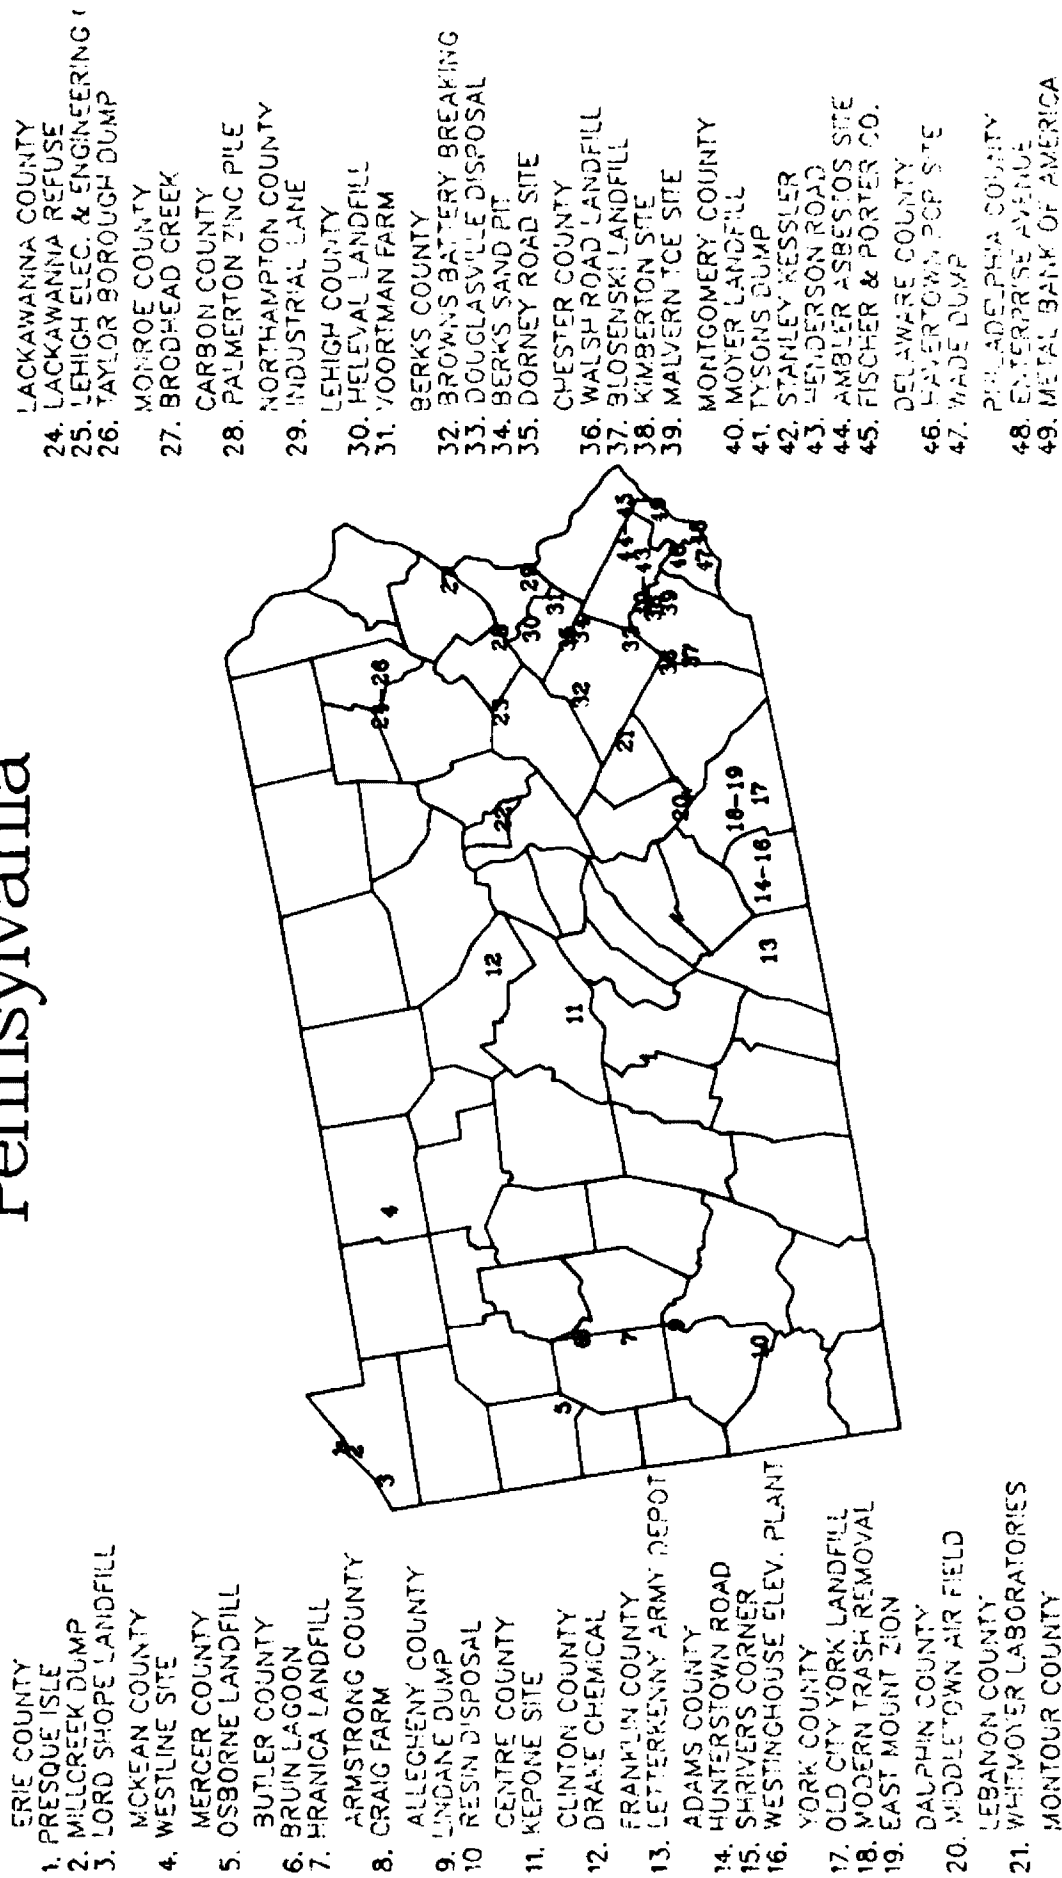 Pennsylvania
ERIE COUNTY
1. PRESQUE ISLE
2. MILLCREEK DUMP
3. LORD SHOPE LANDFILL
MCKEAN COUNTY
4. WESTLINE SITE
MERCER COUNTY
5. OSBORNE LANDFILL
BUTLER COUNTY
6. BRUIN LAGOON
7. HRANICA LANDFILL
ARMSTRONG COUNTY
8. CRAIG FARM
ALLEGHENY COUNTY
9. LINDANE DUMP
10 RESIN DISPOSAL
CENTRE COUNTY
11. KEPONE SITE
CLINTON COUNTY
12. DRAKE CHEMICAL
FRANKLIN COUNTY
13. LETTERKENNY ARMY DEPOT
ADAMS COUNTY
14. HUNTERSTOWN ROAD
15. SHRIVERS CORNER
16. WESTINGHOUSE ELEV. PLANT
YORK COUNTY
17. OLD CITY YORK LANDFILL
18. MODERN TRASH REMOVAL
19. EAST MOUNT ZION
DAUPHIN COUNTY
20. MIDDLETOWN AIR FIELD
LEBANON COUNTY
21. WHITMOYER LABORATORIES
MONTOUR COUNTY
2
3
4
5
7
9
10
11
12
13
14-16
17
18-19
20
21
22
23
24-26
27
28
29
30
31
32
37
39
46
47
LACKAWANNA COUNTY
24. LACKAWANNA REFUSE
25. LEHIGH ELEC. & ENGINEERING
26. TAYLOR BOROUGH DUMP
MONROE COUNTY
27. BRODHEAD CREEK
CARBON COUNTY
28. PALMERTON ZINC PILE
NORTHAMPTON COUNTY
29. INDUSTRIAL LANE
LEHIGH COUNTY
30. HELEVAL LANDFILL
31. VOORTMAN FARM
BERKS COUNTY
32. BROWNS BATTERY BREAKING
33. DOUGLASVILLE DISPOSAL
34. BERKS SAND PIT
35. DORNEY ROAD SITE
CHESTER COUNTY
36. WALSH ROAD LANDFILL
37. BLOSENSKI LANDFILL
38. KIMBERTON SITE
39. MALVERN TCE SITE
MONTGOMERY COUNTY
40. MOYER LANDFILL
41. TYSONS DUMP
42. STANLEY KESSLER
43. HENDERSON ROAD
44. AMBLER ASBESTOS SITE
45. FISCHER & PORTER CO.
DELAWARE COUNTY
46. HAVERTOWN PCP SITE
47. WADE DUMP
PHILADELPHIA COUNTY
48. ENTERPRISE AVENUE
49. METAL BANK OF AMERICA